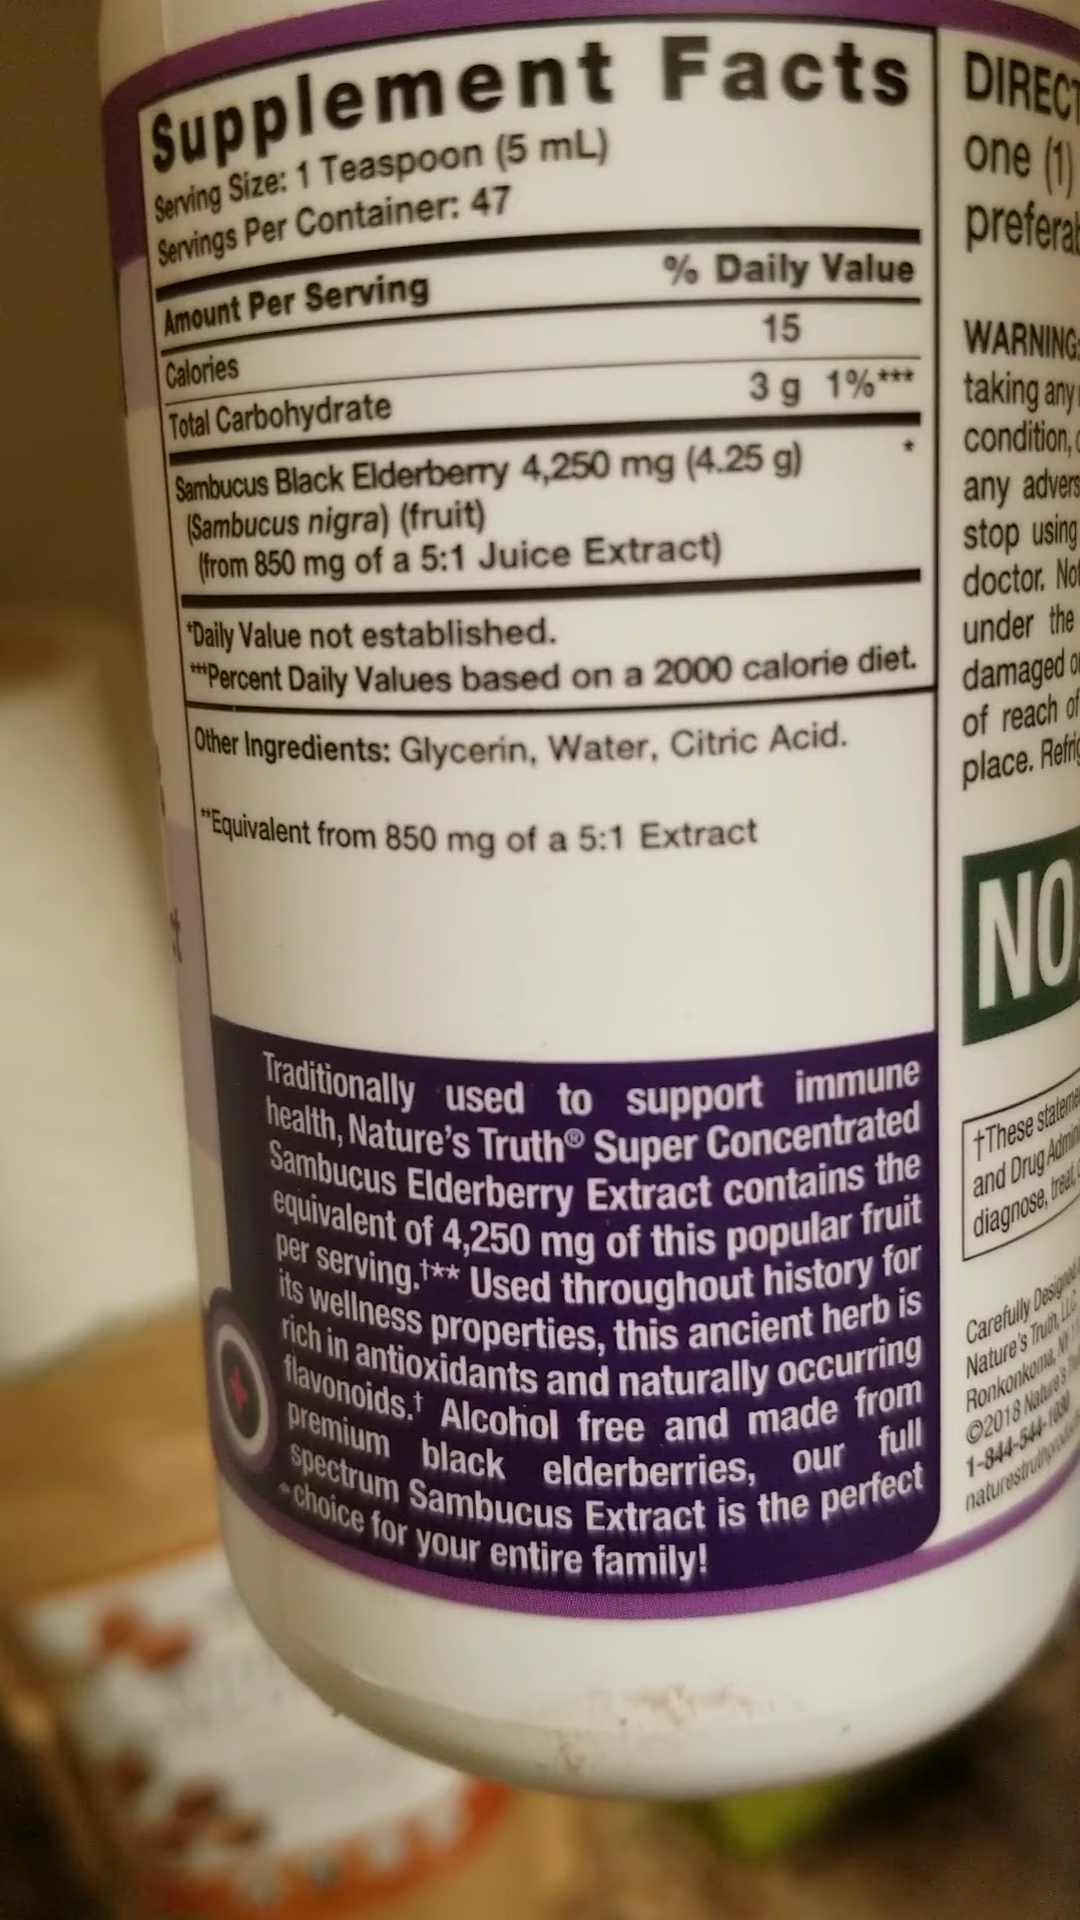 Supplement Facts
Serving Size: 1 Teaspoon (5 mL)
Servings Per Container: 47
Amount Per Serving % Daily Value
Calories 15
Total Carbohydrate 3 g 1%***
Sambucus Black Elderberry 4,250 mg (4.25 g) *
(Sambucus nigra) (fruit)
(from 850 mg of a 5:1 Juice Extract)
*Daily Value not established.
***Percent Daily Values based on a 2000 calorie diet.
Other Ingredients: Glycerin, Water, Citric Acid.
**Equivalent from 850 mg of a 5:1 Extract
Traditionally used to support immune
health, Nature's Truth® Super Concentrated
Sambucus Elderberry Extract contains the
equivalent of 4,250 mg of this popular fruit
per serving.†** Used throughout history for
its wellness properties, this ancient herb is
rich in antioxidants and naturally occurring
flavonoids.† Alcohol free and made from
premium black elderberries, our full
spectrum Sambucus Extract is the perfect
choice for your entire family!
DIRECT
one (1)
preferab
WARNING:
taking any
condition,
any advers
stop using
doctor. Not
under the
damaged o
of reach of
place. Refrig
NO
†These stateme
and Drug Admin
diagnose, treat,
Carefully Designed
Nature's Truth, LLC
Ronkonkoma, NY
©2018 Nature's
1-844-544-1030